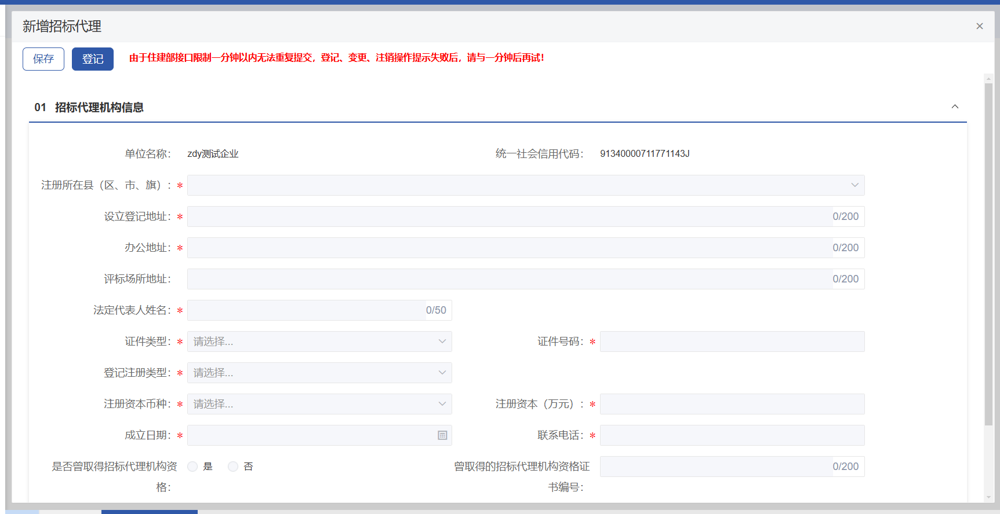 新增招标代理
保存 登记 由于住建部接口限制一分钟以内无法重复提交，登记、变更、注销操作提示失败后，请与一分钟后再试！
01 招标代理机构信息
单位名称： zdy测试企业 统一社会信用代码： 91340000711771143J
注册所在县（区、市、旗）： *
设立登记地址： * 0/200
办公地址： * 0/200
评标场所地址： 0/200
法定代表人姓名： * 0/50
证件类型： * 请选择... 证件号码： *
登记注册类型： * 请选择...
注册资本币种： * 请选择... 注册资本（万元）： *
成立日期： * 联系电话： *
是否曾取得招标代理机构资 是 否 曾取得的招标代理机构资格证 0/200
格： 书编号：